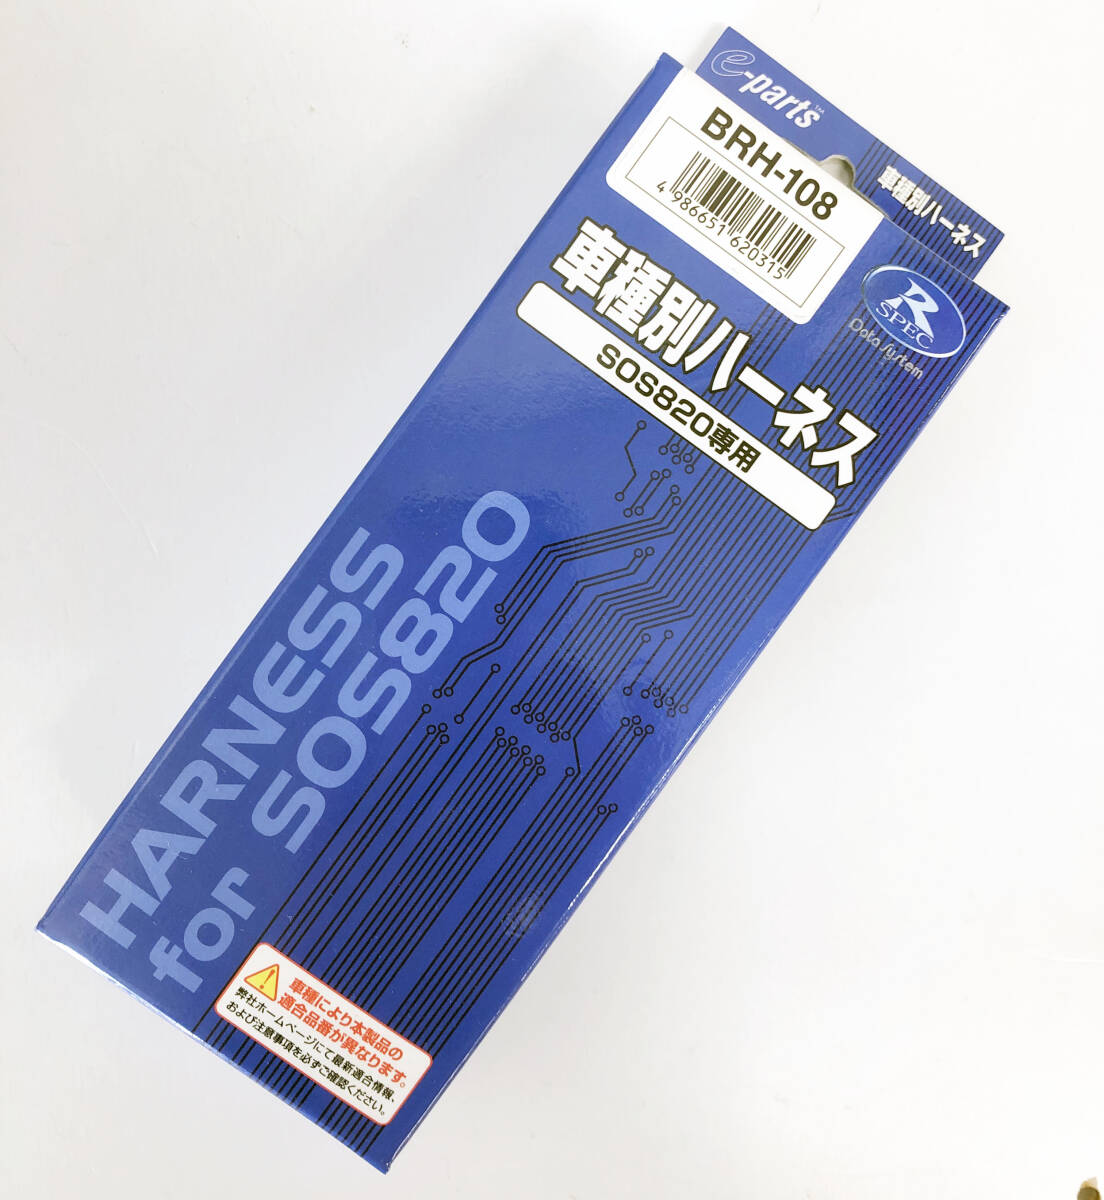 e-parts™
車種別ハーネス
BRH-108
4 986651 620315
R
SPEC
Data System
車種別ハーネス
SOS820専用
HARNESS
for SOS820
車種により本製品の
適合品番が異なります。
弊社ホームページにて最新適合情報、
および注意事項を必ずご確認ください。